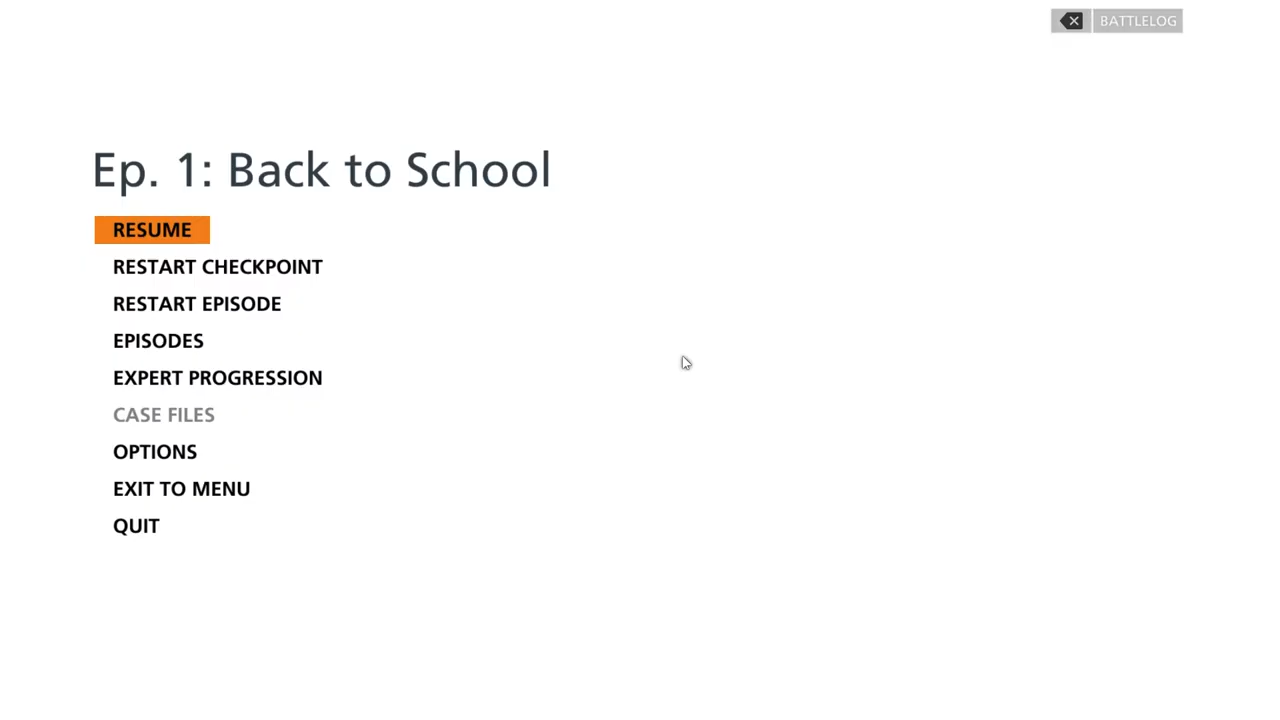 BATTLELOG
Ep. 1: Back to School
RESUME
RESTART CHECKPOINT
RESTART EPISODE
EPISODES
EXPERT PROGRESSION
CASE FILES
OPTIONS
EXIT TO MENU
QUIT